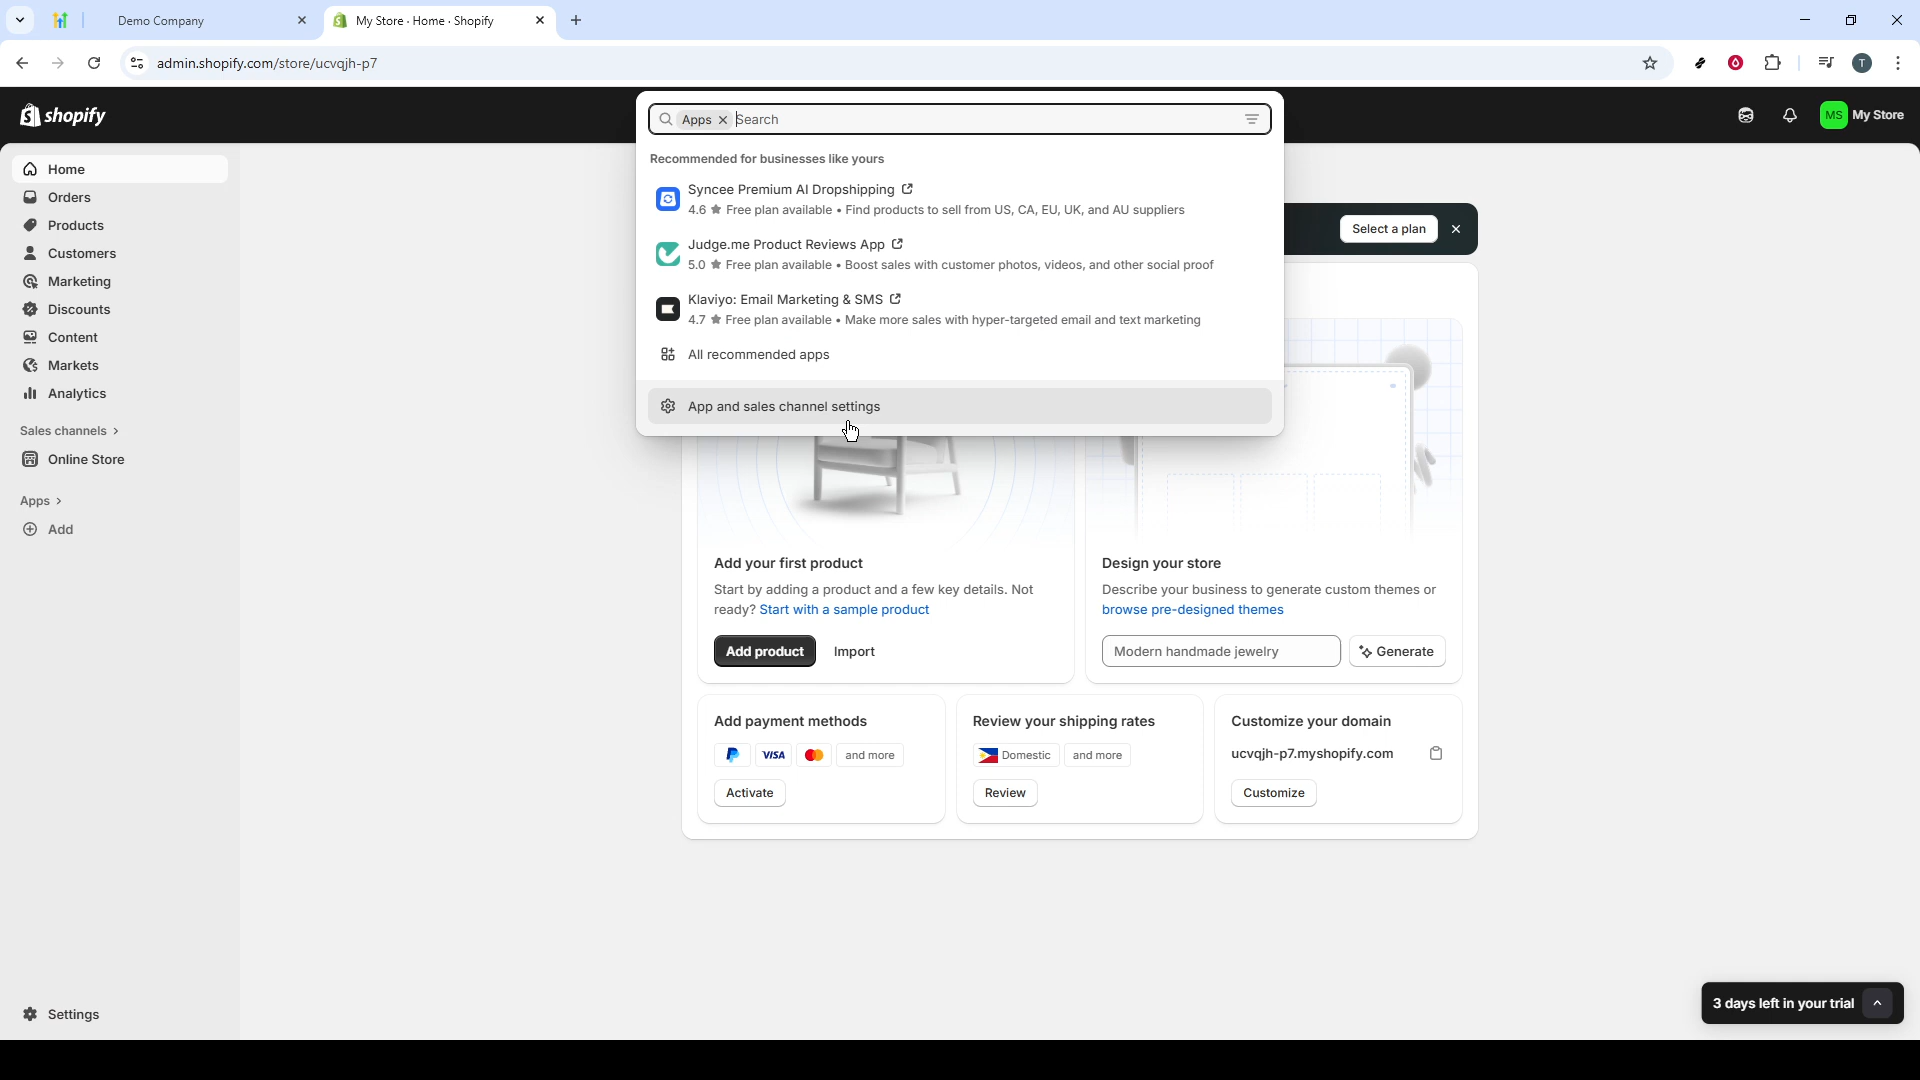 Demo Company
My Store · Home · Shopify
admin.shopify.com/store/ucvqjh-p7
T
shopify
Apps
Search
MS
My Store
Home
Orders
Products
Customers
Marketing
Discounts
Content
Markets
Analytics
Sales channels
Online Store
Apps
Add
Settings
Recommended for businesses like yours
Syncee Premium AI Dropshipping
4.6 ★ Free plan available • Find products to sell from US, CA, EU, UK, and AU suppliers
Judge.me Product Reviews App
5.0 ★ Free plan available • Boost sales with customer photos, videos, and other social proof
Klaviyo: Email Marketing & SMS
4.7 ★ Free plan available • Make more sales with hyper-targeted email and text marketing
All recommended apps
App and sales channel settings
Select a plan
Add your first product
Start by adding a product and a few key details. Not
ready? Start with a sample product
Add product
Import
Design your store
Describe your business to generate custom themes or
browse pre-designed themes
Modern handmade jewelry
Generate
Add payment methods
VISA
and more
Activate
Review your shipping rates
Domestic
and more
Review
Customize your domain
ucvqjh-p7.myshopify.com
Customize
3 days left in your trial